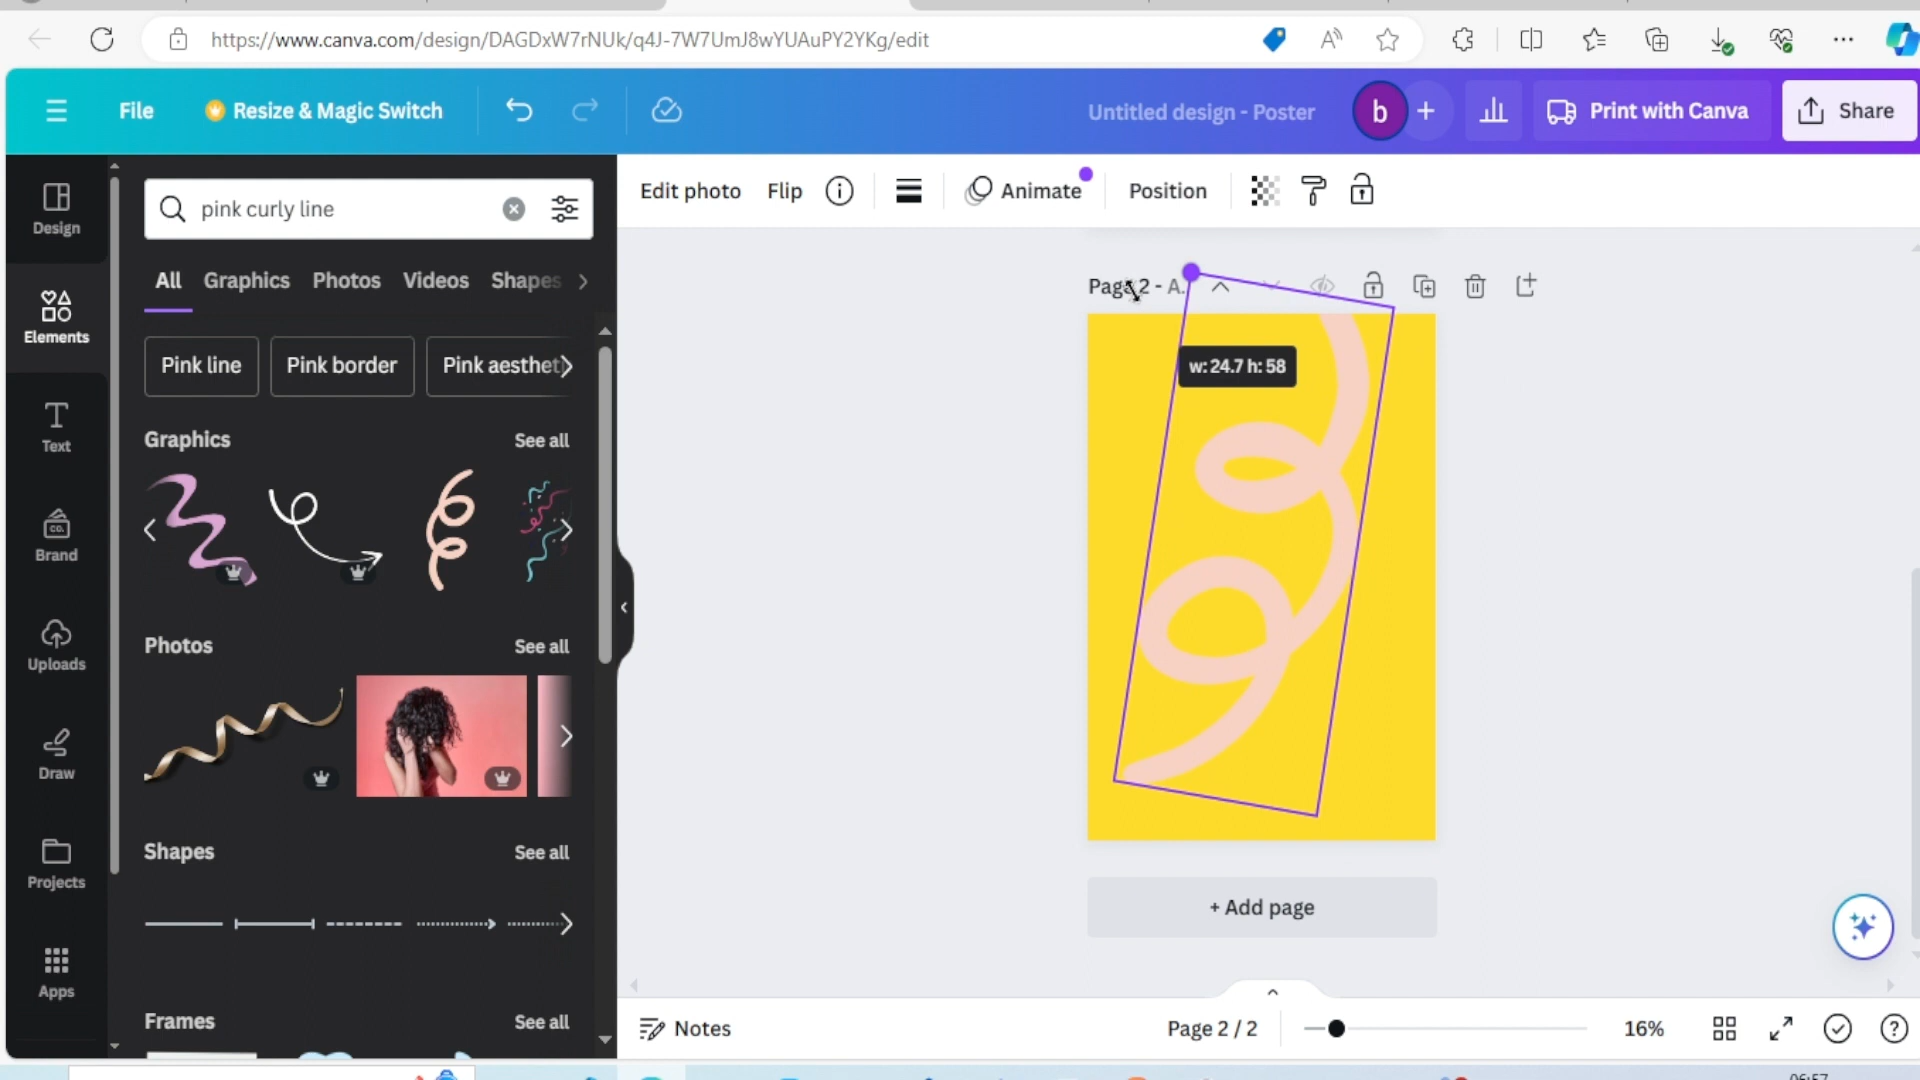 https://www.canva.com/design/DAGDxW7rNUk/q4J-7W7UmJ8wYUAuPY2YKg/edit
File
Resize & Magic Switch
Untitled design - Poster
b
+
Print with Canva
Share
Design
Elements
Text
Brand
Uploads
Draw
Projects
Apps
pink curly line
All Graphics Photos Videos Shapes
Pink line
Pink border
Pink aesthet
Graphics
See all
Photos
See all
Shapes
See all
Frames
See all
Edit photo
Flip
Animate
Position
Page 2 - A.
w: 24.7 h: 58
+ Add page
Notes
Page 2 / 2
16%